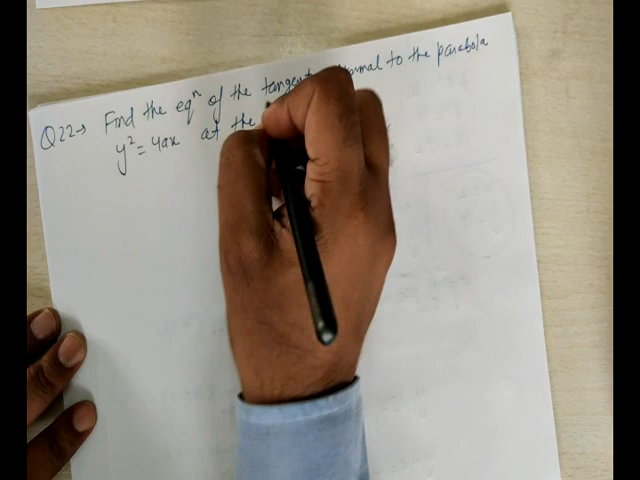 Q22→ Find the eqⁿ of the tangent normal to the parabola
y² = 4ax at the